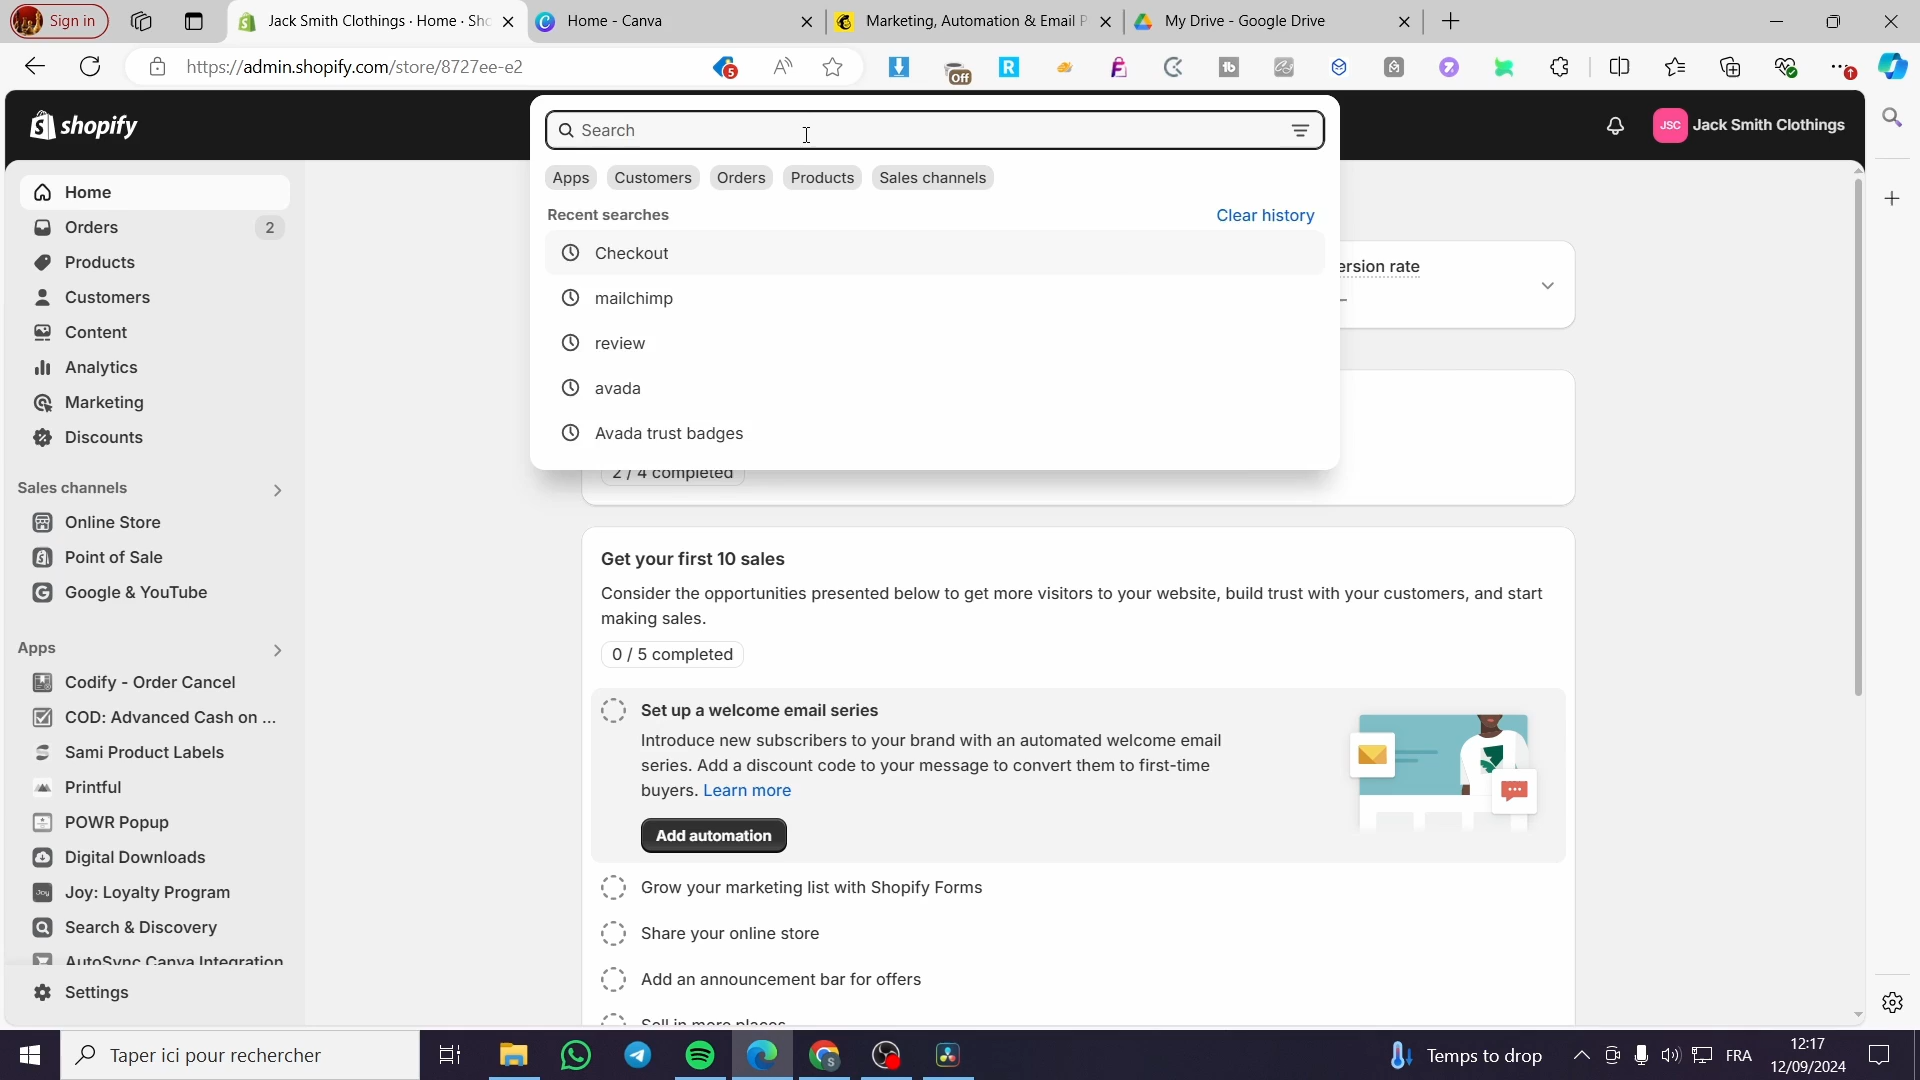 Sign in
Jack Smith Clothings · Home · Sh
Home - Canva
Marketing, Automation & Email P
My Drive - Google Drive
https://admin.shopify.com/store/8727ee-e2
5
Off
shopify
Search
JSC
Jack Smith Clothings
Apps
Customers
Orders
Products
Sales channels
Recent searches
Clear history
Checkout
mailchimp
review
avada
Avada trust badges
Home
Orders
2
Products
Customers
Content
Analytics
Marketing
Discounts
Sales channels
Online Store
Point of Sale
Google & YouTube
Apps
Codify - Order Cancel
COD: Advanced Cash on ...
Sami Product Labels
Printful
POWR Popup
Digital Downloads
Joy: Loyalty Program
Search & Discovery
AutoSync Canva Integration
Settings
ersion rate
2 / 4 completed
Get your first 10 sales
Consider the opportunities presented below to get more visitors to your website, build trust with your customers, and start
making sales.
0 / 5 completed
Set up a welcome email series
Introduce new subscribers to your brand with an automated welcome email
series. Add a discount code to your message to convert them to first-time
buyers. Learn more
Add automation
Grow your marketing list with Shopify Forms
Share your online store
Add an announcement bar for offers
Sell in more places
Taper ici pour rechercher
Temps to drop
FRA
12:17
12/09/2024